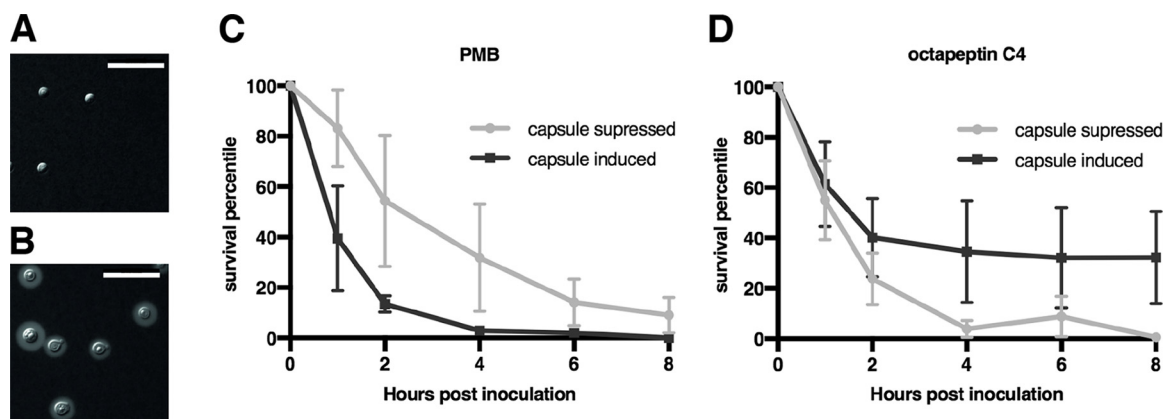 A
B
C
PMB
100
80
60
40
20
0
survival percentile
capsule supressed
capsule induced
0 2 4 6 8
Hours post inoculation
D
octapeptin C4
100
80
60
40
20
0
survival percentile
capsule supressed
capsule induced
0 2 4 6 8
Hours post inoculation